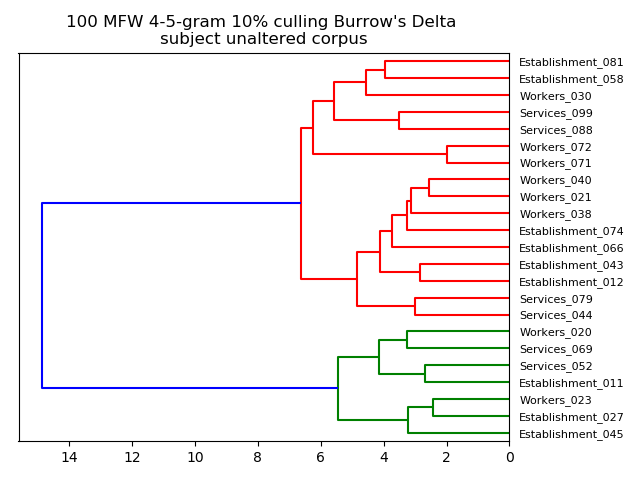 100 MFW 4-5-gram 10% culling Burrow's Delta
subject unaltered corpus
Establishment_081
Establishment_058
Workers_030
Services_099
Services_088
Workers_072
Workers_071
Workers_040
Workers_021
Workers_038
Establishment_074
Establishment_066
Establishment_043
Establishment_012
Services_079
Services_044
Workers_020
Services_069
Services_052
Establishment_011
Workers_023
Establishment_027
Establishment_045
14 12 10 8 6 4 2 0